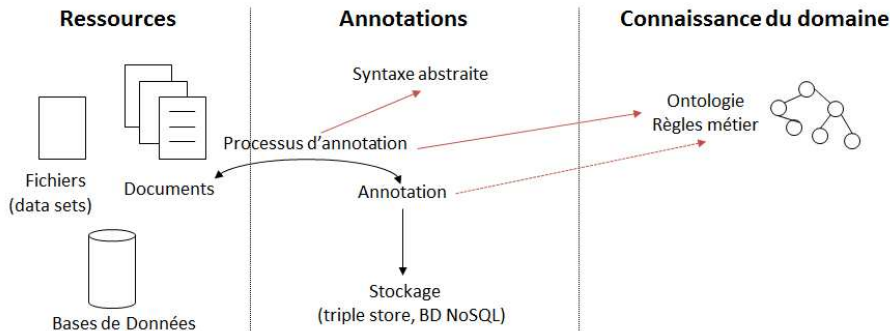 Ressources
Annotations
Connaissance du domaine
Syntaxe abstraite
Ontologie
Règles métier
Processus d'annotation
Fichiers
(data sets)
Documents
Annotation
Stockage
(triple store, BD NoSQL)
Bases de Données